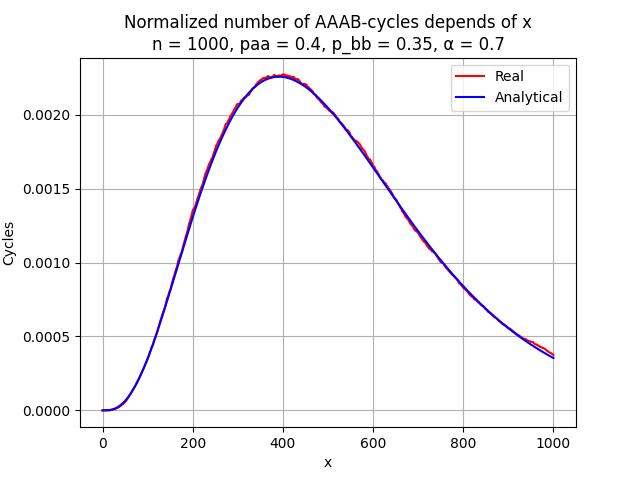 Normalized number of AAAB-cycles depends of x
n = 1000, paa = 0.4, p_bb = 0.35, α = 0.7
Real
Analytical
Cycles
0.0020
0.0015
0.0010
0.0005
0.0000
0 200 400 600 800 1000
x